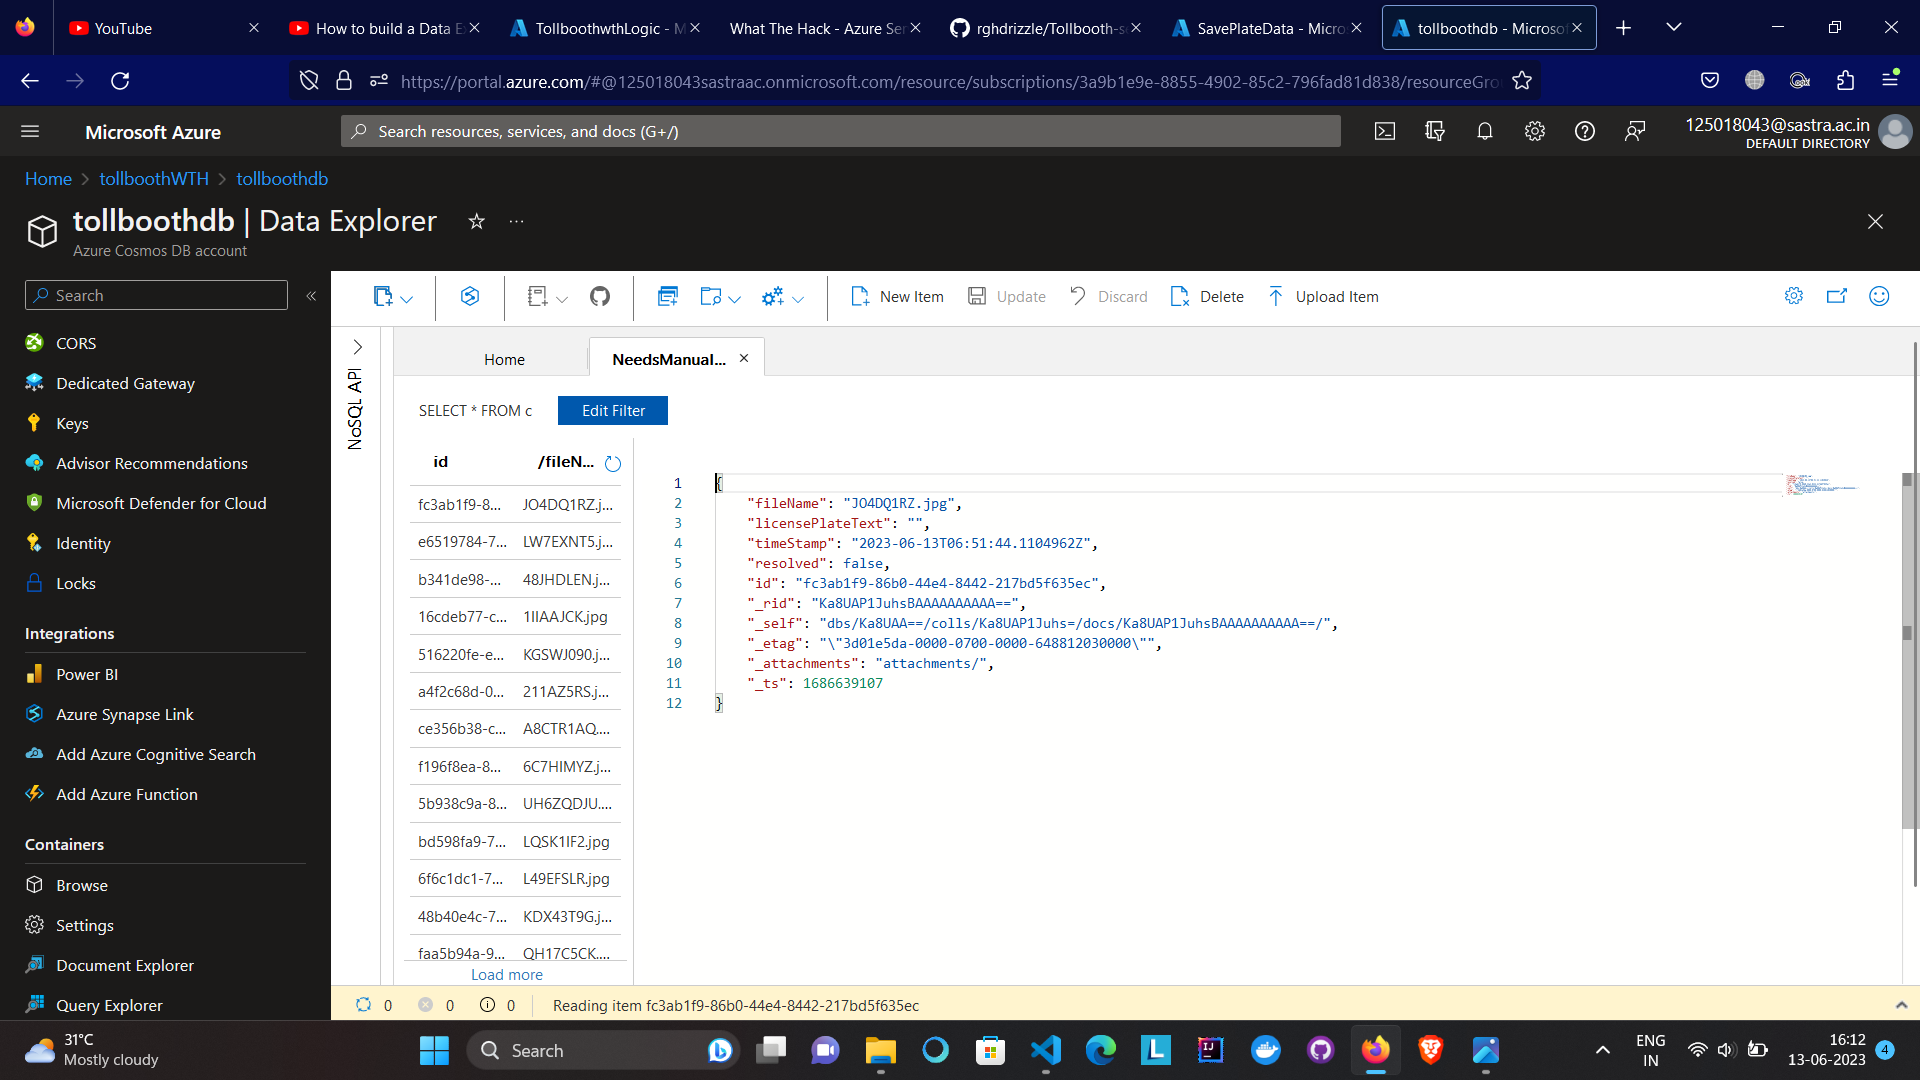 YouTube
How to build a Data E
TollboothwthLogic - M
What The Hack - Azure Ser
rghdrizzle/Tollbooth-s
SavePlateData - Micro
tollboothdb - Microsof
https://portal.azure.com/#@125018043sastraac.onmicrosoft.com/resource/subscriptions/3a9b1e9e-8855-4902-85c2-796fad81d838/resourceGro
Microsoft Azure
Search resources, services, and docs (G+/)
125018043@sastra.ac.in
DEFAULT DIRECTORY
Home > tollboothWTH > tollboothdb
tollboothdb | Data Explorer
Azure Cosmos DB account
Search
CORS
Dedicated Gateway
Keys
Advisor Recommendations
Microsoft Defender for Cloud
Identity
Locks
Integrations
Power BI
Azure Synapse Link
Add Azure Cognitive Search
Add Azure Function
Containers
Browse
Settings
Document Explorer
Query Explorer
New Item
Update
Discard
Delete
Upload Item
NoSQL API
Home
NeedsManual...
SELECT * FROM c
Edit Filter
id /fileN...
fc3ab1f9-8... JO4DQ1RZ.j...
e6519784-7... LW7EXNT5.j...
b341de98-... 48JHDLEN.j...
16cdeb77-c... 1IIAAJCK.jpg
516220fe-e... KGSWJ090.j...
a4f2c68d-0... 211AZ5RS.j...
ce356b38-c... A8CTR1AQ....
f196f8ea-8... 6C7HIMYZ.j...
5b938c9a-8... UH6ZQDJU....
bd598fa9-7... LQSK1IF2.jpg
6f6c1dc1-7... L49EFSLR.jpg
48b40e4c-7... KDX43T9G.j...
faa5b94a-9... QH17C5CK....
Load more
1 {
2 "fileName": "JO4DQ1RZ.jpg",
3 "licensePlateText": "",
4 "timeStamp": "2023-06-13T06:51:44.1104962Z",
5 "resolved": false,
6 "id": "fc3ab1f9-86b0-44e4-8442-217bd5f635ec",
7 "_rid": "Ka8UAP1JuhsBAAAAAAAAAA==",
8 "_self": "dbs/Ka8UAA==/colls/Ka8UAP1Juhs=/docs/Ka8UAP1JuhsBAAAAAAAAAA==/",
9 "_etag": "\"3d01e5da-0000-0700-0000-648812030000\"",
10 "_attachments": "attachments/",
11 "_ts": 1686639107
12 }
0 0 0 Reading item fc3ab1f9-86b0-44e4-8442-217bd5f635ec
31°C
Mostly cloudy
Search
ENG
IN
16:12
13-06-2023
4